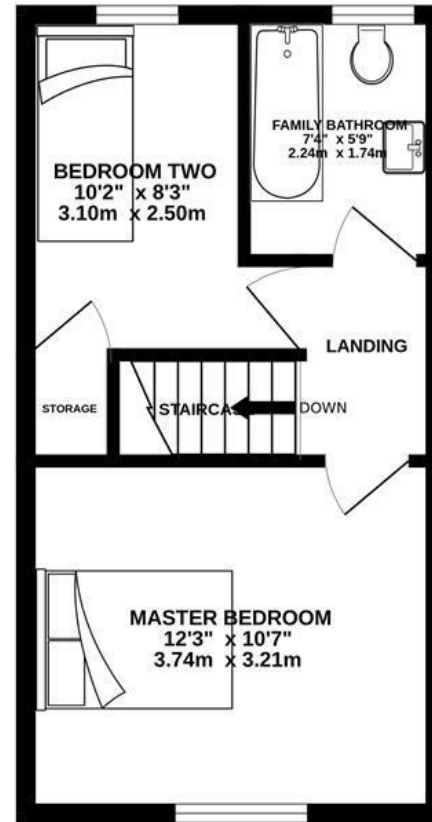 FAMILY BATHROOM
7'4" x 5'9"
2.24m x 1.74m
BEDROOM TWO
10'2" x 8'3"
3.10m x 2.50m
LANDING
STORAGE
STAIRCAS
DOWN
MASTER BEDROOM
12'3" x 10'7"
3.74m x 3.21m